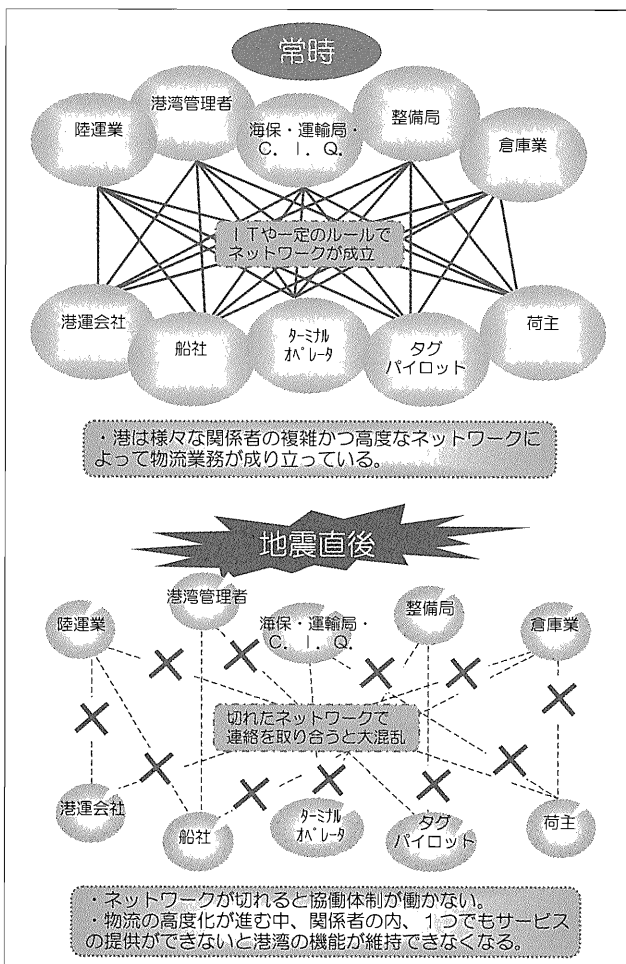 常時
港湾管理者
整備局
陸運業
海保・運輸局・
C．I．Q．
倉庫業
ITや一定のルールで
ネットワークが成立
港運会社
船社
ﾀｰﾐﾅﾙ
ｵﾍﾟﾚｰﾀ
タグ
パイロット
荷主
・港は様々な関係者の複雑かつ高度なネットワークに
よって物流業務が成り立っている。
地震直後
港湾管理者
整備局
陸運業
海保・運輸局・
C．I．Q．
倉庫業
切れたネットワークで
連絡を取り合うと大混乱
港運会社
船社
ﾀｰﾐﾅﾙ
ｵﾍﾟﾚｰﾀ
タグ
パイロット
荷主
・ネットワークが切れると協働体制が働かない。
・物流の高度化が進む中、関係者の内、1つでもサービス
の提供ができないと港湾の機能が維持できなくなる。